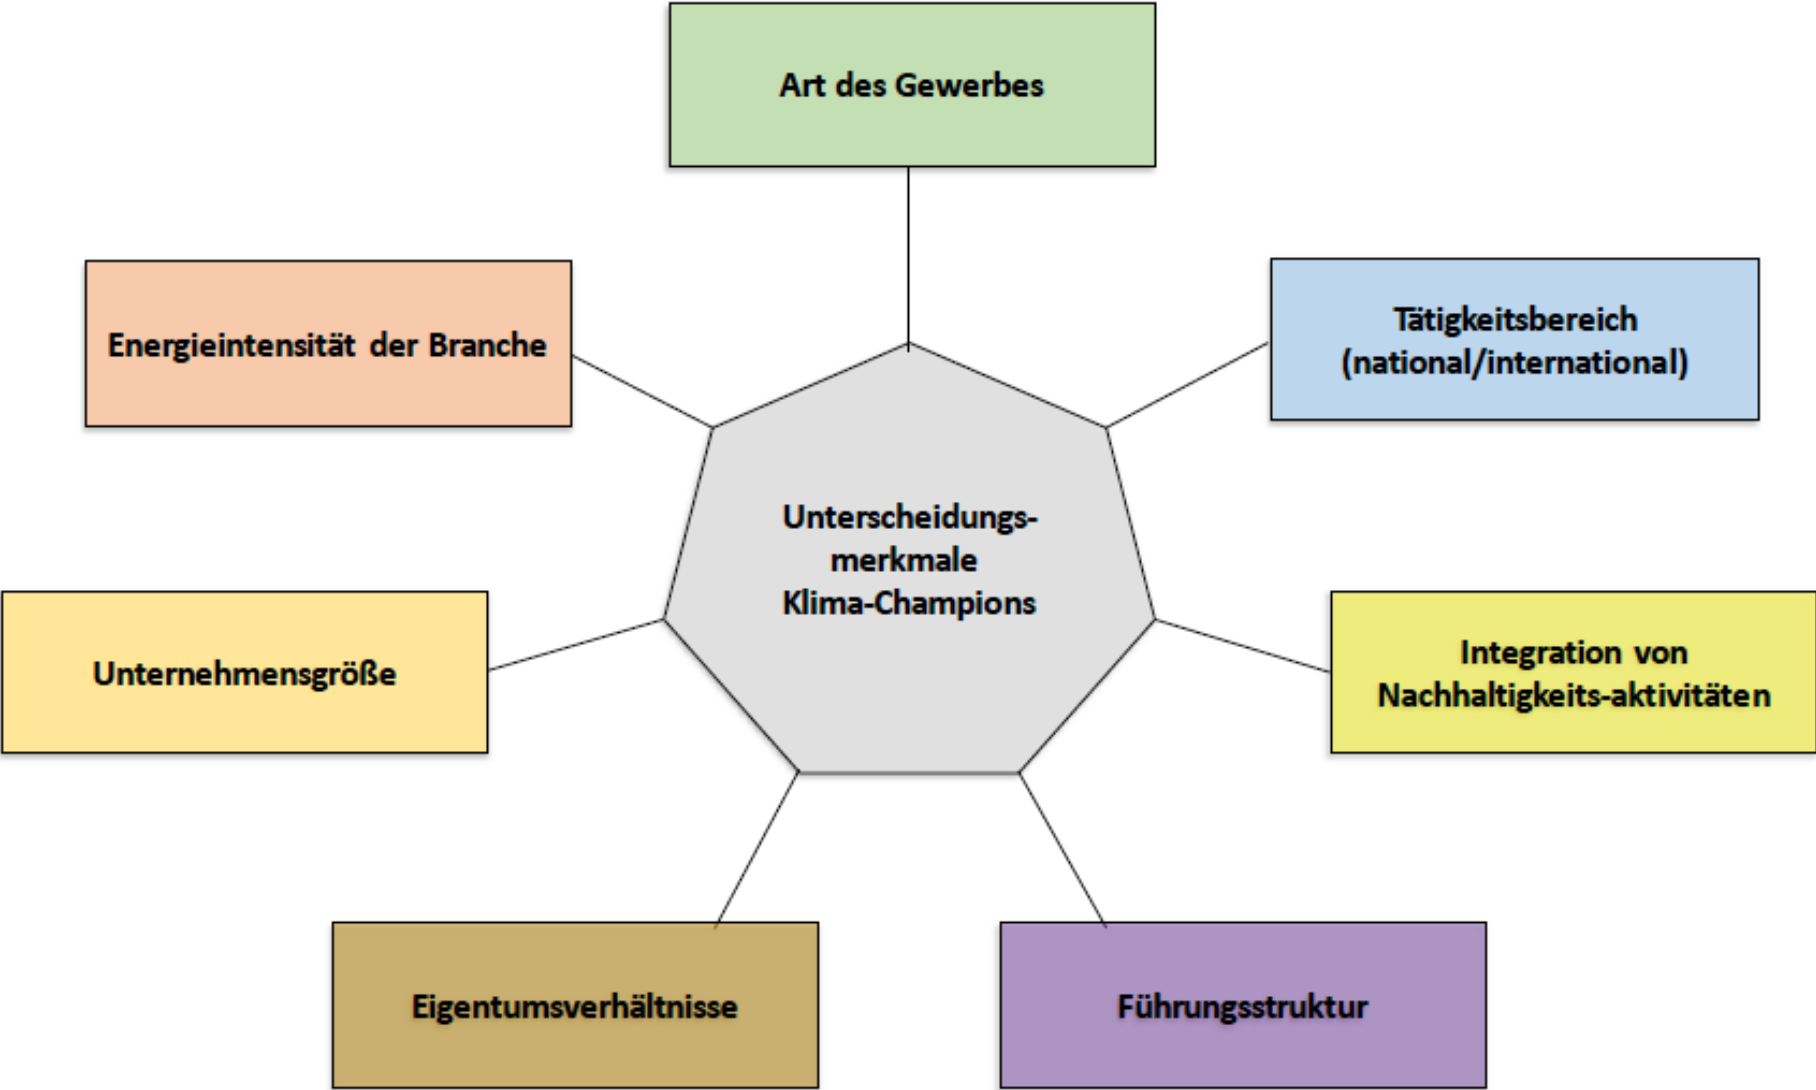 Art des Gewerbes
Energieintensität der Branche
Tätigkeitsbereich
(national/international)
Unterscheidungs-
merkmale
Klima-Champions
Unternehmensgröße
Integration von
Nachhaltigkeits-aktivitäten
Eigentumsverhältnisse
Führungsstruktur